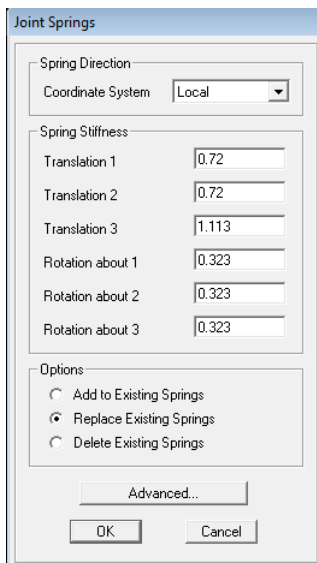 Joint Springs
Spring Direction
Coordinate System Local
Spring Stiffness
Translation 1 0.72
Translation 2 0.72
Translation 3 1.113
Rotation about 1 0.323
Rotation about 2 0.323
Rotation about 3 0.323
Options
Add to Existing Springs
Replace Existing Springs
Delete Existing Springs
Advanced...
OK Cancel